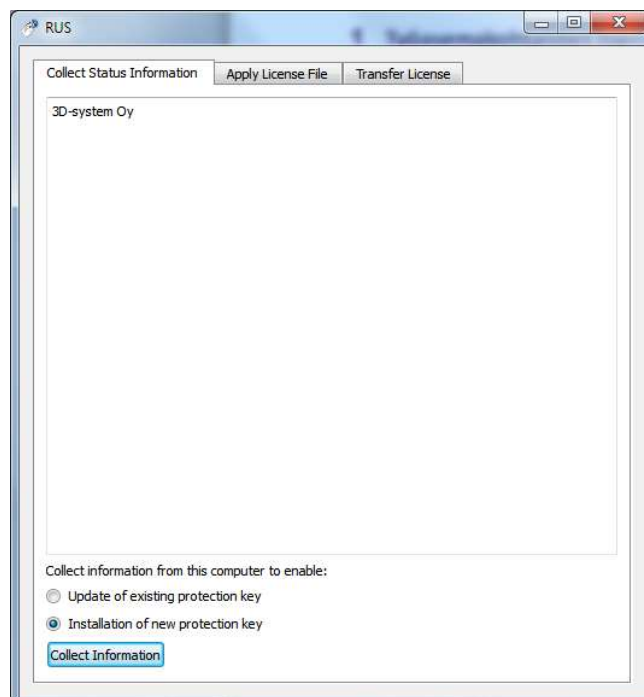 RUS
Collect Status Information
Apply License File
Transfer License
3D-system Oy
Collect information from this computer to enable:
Update of existing protection key
Installation of new protection key
Collect Information